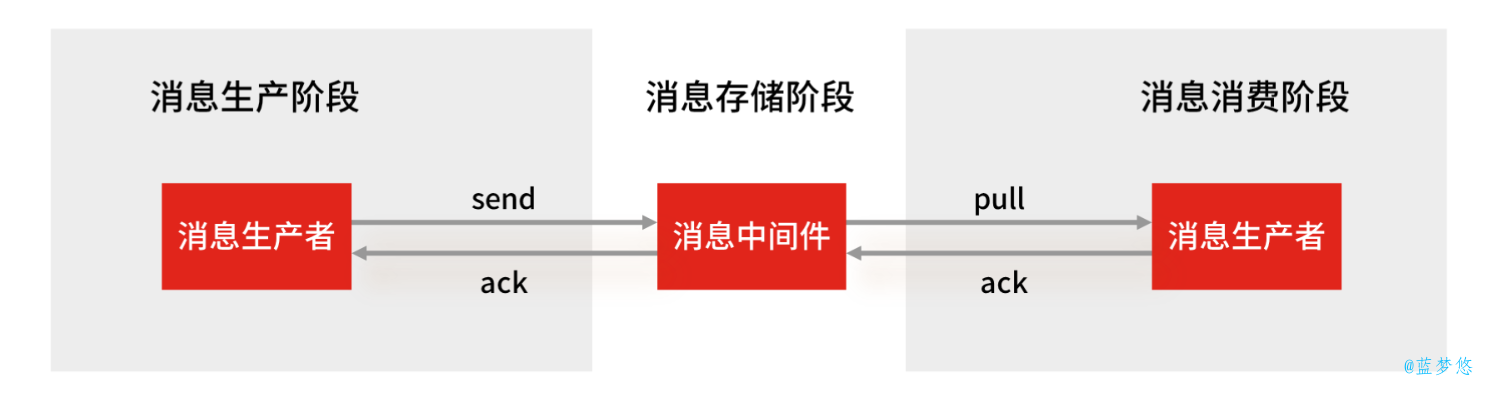 消息生产阶段
消息存储阶段
消息消费阶段
消息生产者
send
ack
消息中间件
pull
ack
消息生产者
@蓝梦悠